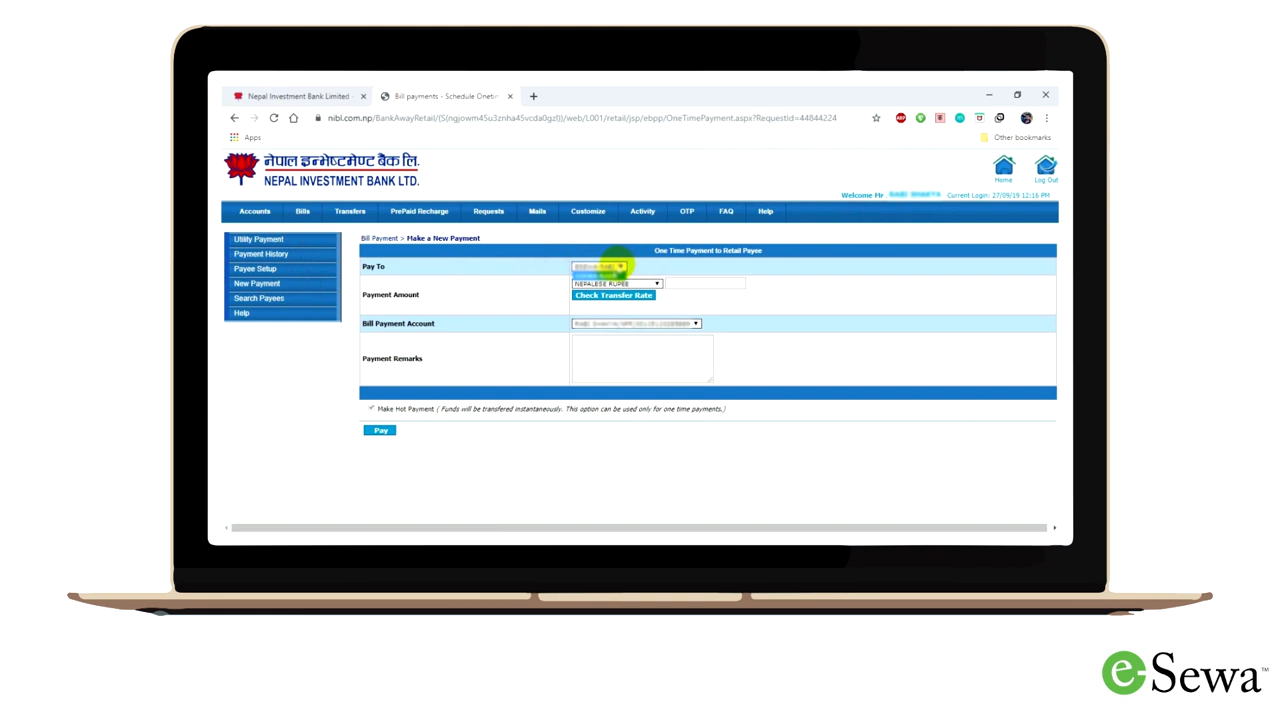 Nepal Investment Bank Limited -
Bill payments - Schedule Onetim
nibl.com.np/BankAwayRetail/(S(ngjowm45u3znha45vcda0gzl))/web/L001/retail/jsp/ebpp/OneTimePayment.aspx?RequestId=44844224
ABP
Apps
Other bookmarks
नेपाल इन्भेष्टमेण्ट बैंक लि.
NEPAL INVESTMENT BANK LTD.
Home
Log Out
Welcome Mr. Current Login: 27/09/19 12:16 PM
Accounts Bills Transfers PrePaid Recharge Requests Mails Customize Activity OTP FAQ Help
Utility Payment
Payment History
Payee Setup
New Payment
Search Payees
Help
Bill Payment > Make a New Payment
One Time Payment to Retail Payee
Pay To
NEPALESE RUPEE
Payment Amount
Check Transfer Rate
Bill Payment Account
Payment Remarks
Make Hot Payment ( Funds will be transfered instantaneously. This option can be used only for one time payments.)
Pay
e-Sewa™